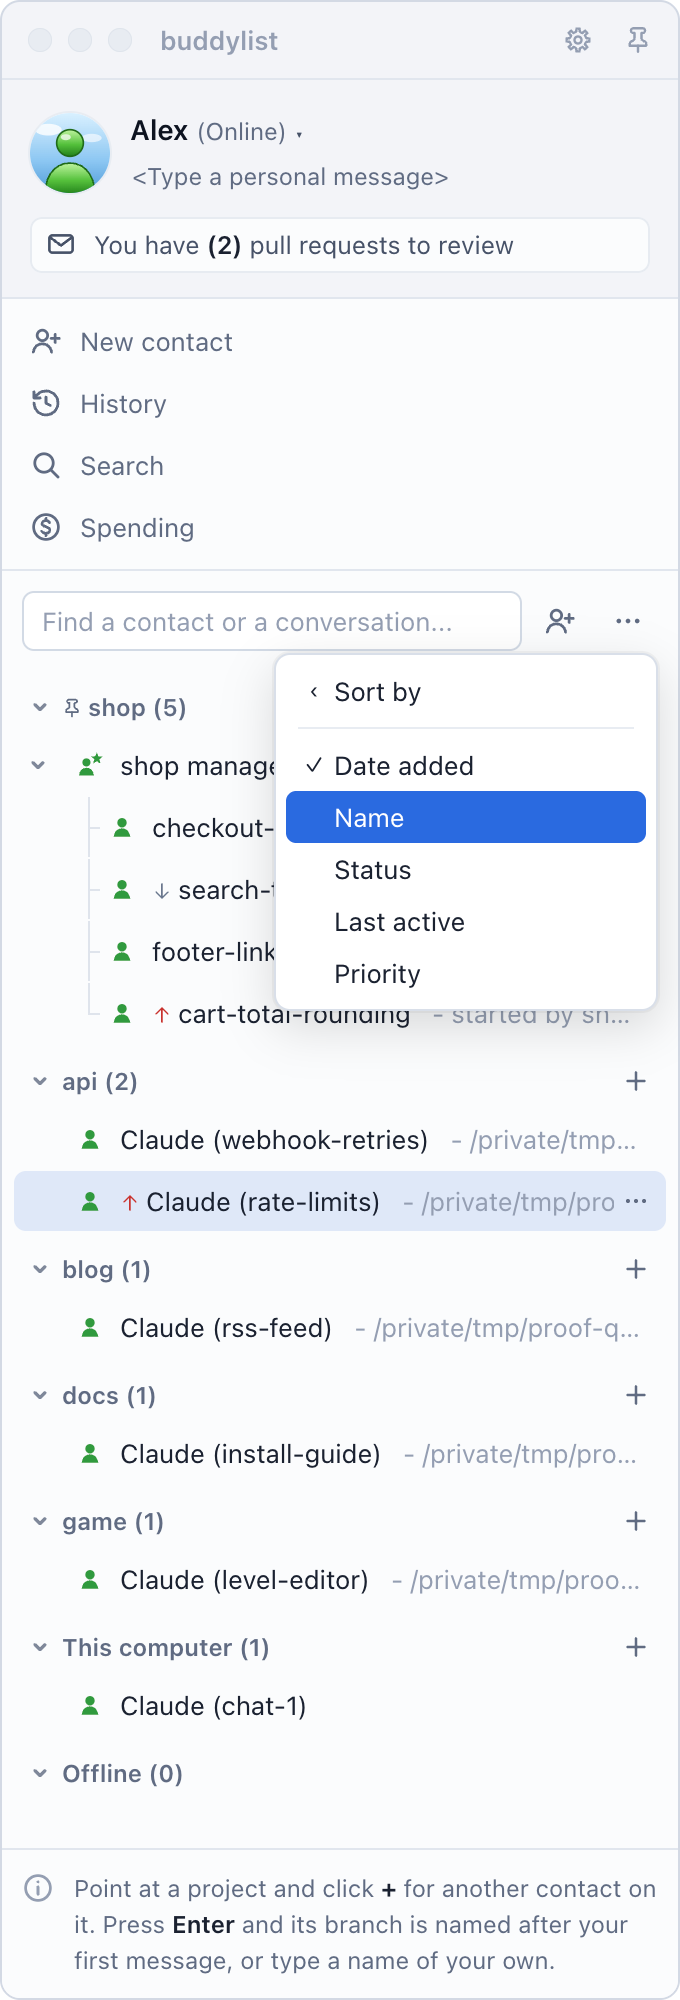 buddylist
Alex (Online)
<Type a personal message>
You have (2) pull requests to review
New contact
History
Search
Spending
Find a contact or a conversation...
shop (5)
Sort by
Date added
Name
Status
Last active
Priority
shop manage
checkout-
search-
footer-link
cart-total-rounding - started by sh...
api (2)
Claude (webhook-retries) - /private/tmp...
Claude (rate-limits) - /private/tmp/pro
blog (1)
Claude (rss-feed) - /private/tmp/proof-q...
docs (1)
Claude (install-guide) - /private/tmp/pro...
game (1)
Claude (level-editor) - /private/tmp/proo...
This computer (1)
Claude (chat-1)
Offline (0)
Point at a project and click + for another contact on
it. Press Enter and its branch is named after your
first message, or type a name of your own.